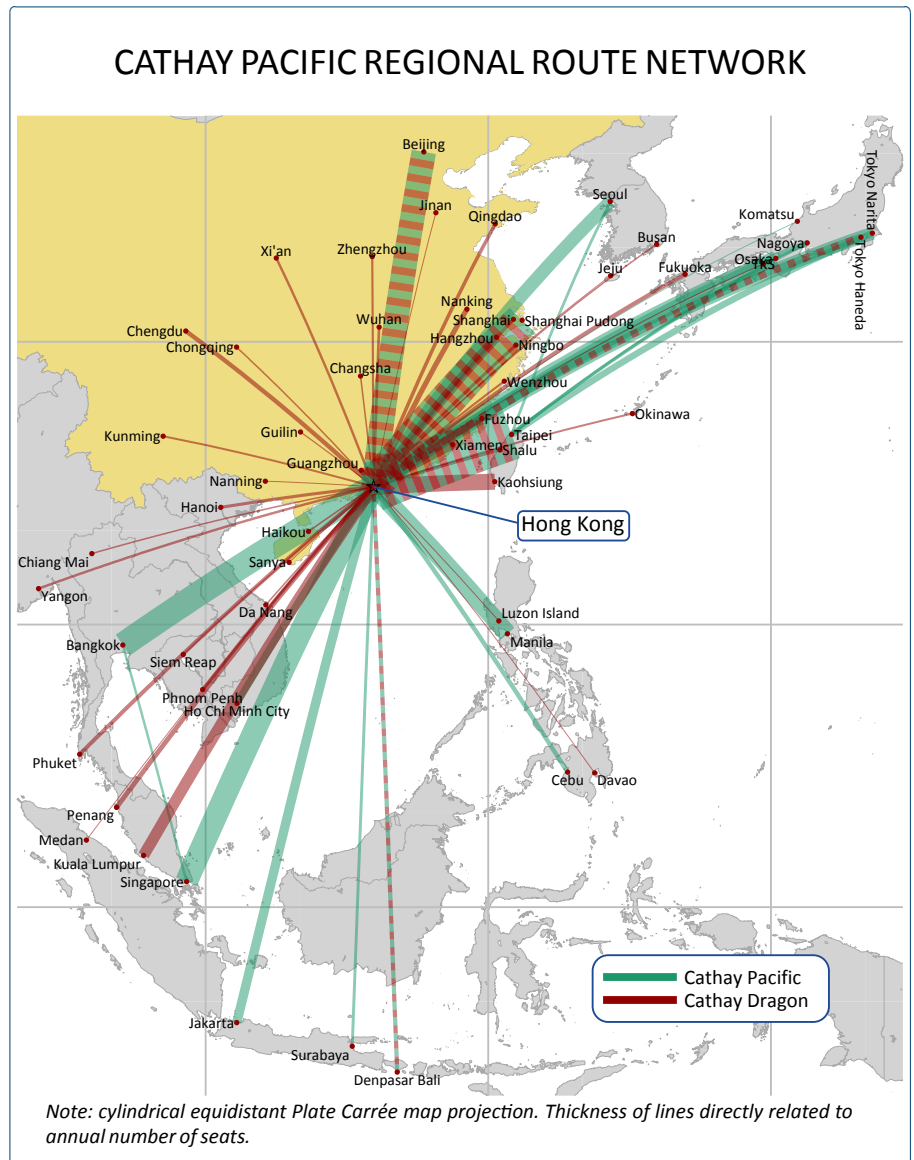 CATHAY PACIFIC REGIONAL ROUTE NETWORK
Beijing
Jinan
Qingdao
Seoul
Tokyo Narita
Komatsu
Xi'an
Zhengzhou
Busan
Nagoya
Osaka
TKS
Tokyo Haneda
Jeju
Fukuoka
Nanking
Chengdu
Wuhan
Shanghai
Shanghai Pudong
Chongqing
Hangzhou
Ningbo
Changsha
Wenzhou
Okinawa
Kunming
Guilin
Fuzhou
Taipei
Xiamen
Shalu
Guangzhou
Nanning
Kaohsiung
Hanoi
Hong Kong
Haikou
Chiang Mai
Sanya
Yangon
Da Nang
Luzon Island
Bangkok
Manila
Siem Reap
Phnom Penh
Ho Chi Minh City
Phuket
Cebu
Davao
Penang
Medan
Kuala Lumpur
Singapore
Cathay Pacific
Cathay Dragon
Jakarta
Surabaya
Denpasar Bali
Note: cylindrical equidistant Plate Carrée map projection. Thickness of lines directly related to
annual number of seats.